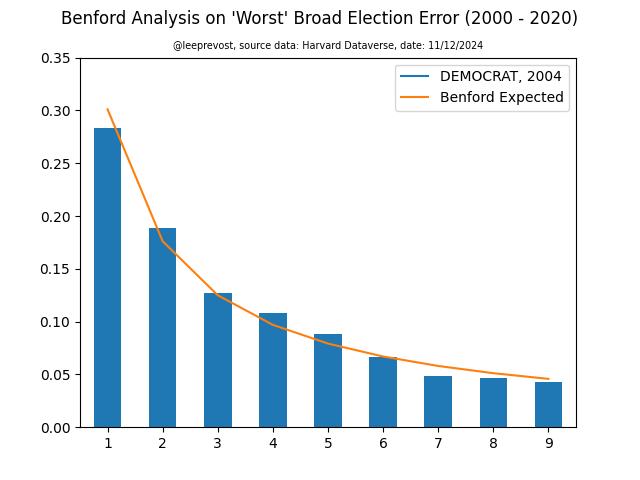 Benford Analysis on 'Worst' Broad Election Error (2000 - 2020)
@leeprevost, source data: Harvard Dataverse, date: 11/12/2024
DEMOCRAT, 2004
Benford Expected
0.35
0.30
0.25
0.20
0.15
0.10
0.05
0.00
1 2 3 4 5 6 7 8 9